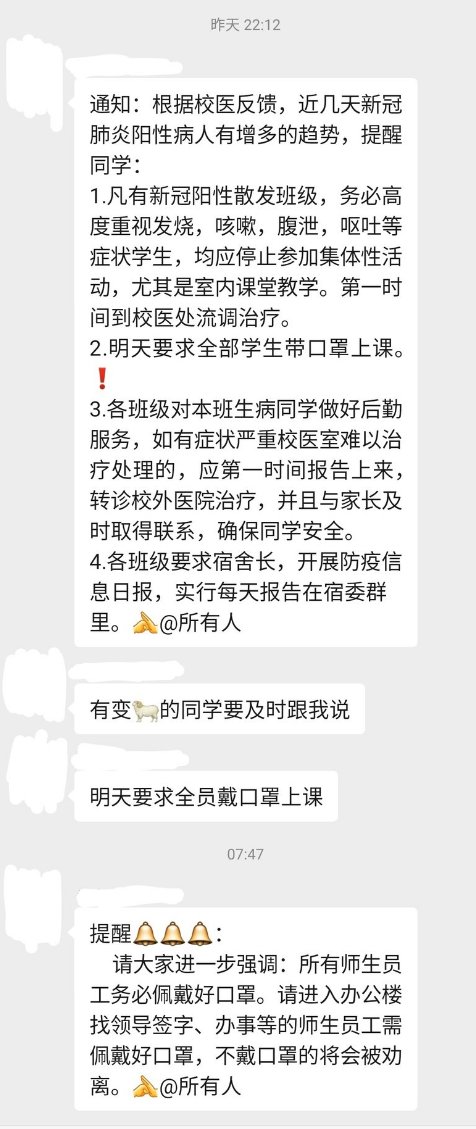 昨天 22:12
通知：根据校医反馈，近几天新冠
肺炎阳性病人有增多的趋势，提醒
同学：
1.凡有新冠阳性散发班级，务必高
度重视发烧，咳嗽，腹泄，呕吐等
症状学生，均应停止参加集体性活
动，尤其是室内课堂教学。第一时
间到校医处流调治疗。
2.明天要求全部学生带口罩上课。
❗
3.各班级对本班生病同学做好后勤
服务，如有症状严重校医室难以治
疗处理的，应第一时间报告上来，
转诊校外医院治疗，并且与家长及
时取得联系，确保同学安全。
4.各班级要求宿舍长，开展防疫信
息日报，实行每天报告在宿委群
里。🫴@所有人
有变🐑的同学要及时跟我说
明天要求全员戴口罩上课
07:47
提醒🔔🔔🔔：
请大家进一步强调：所有师生员
工务必佩戴好口罩。请进入办公楼
找领导签字、办事等的师生员工需
佩戴好口罩，不戴口罩的将会被劝
离。🫴@所有人